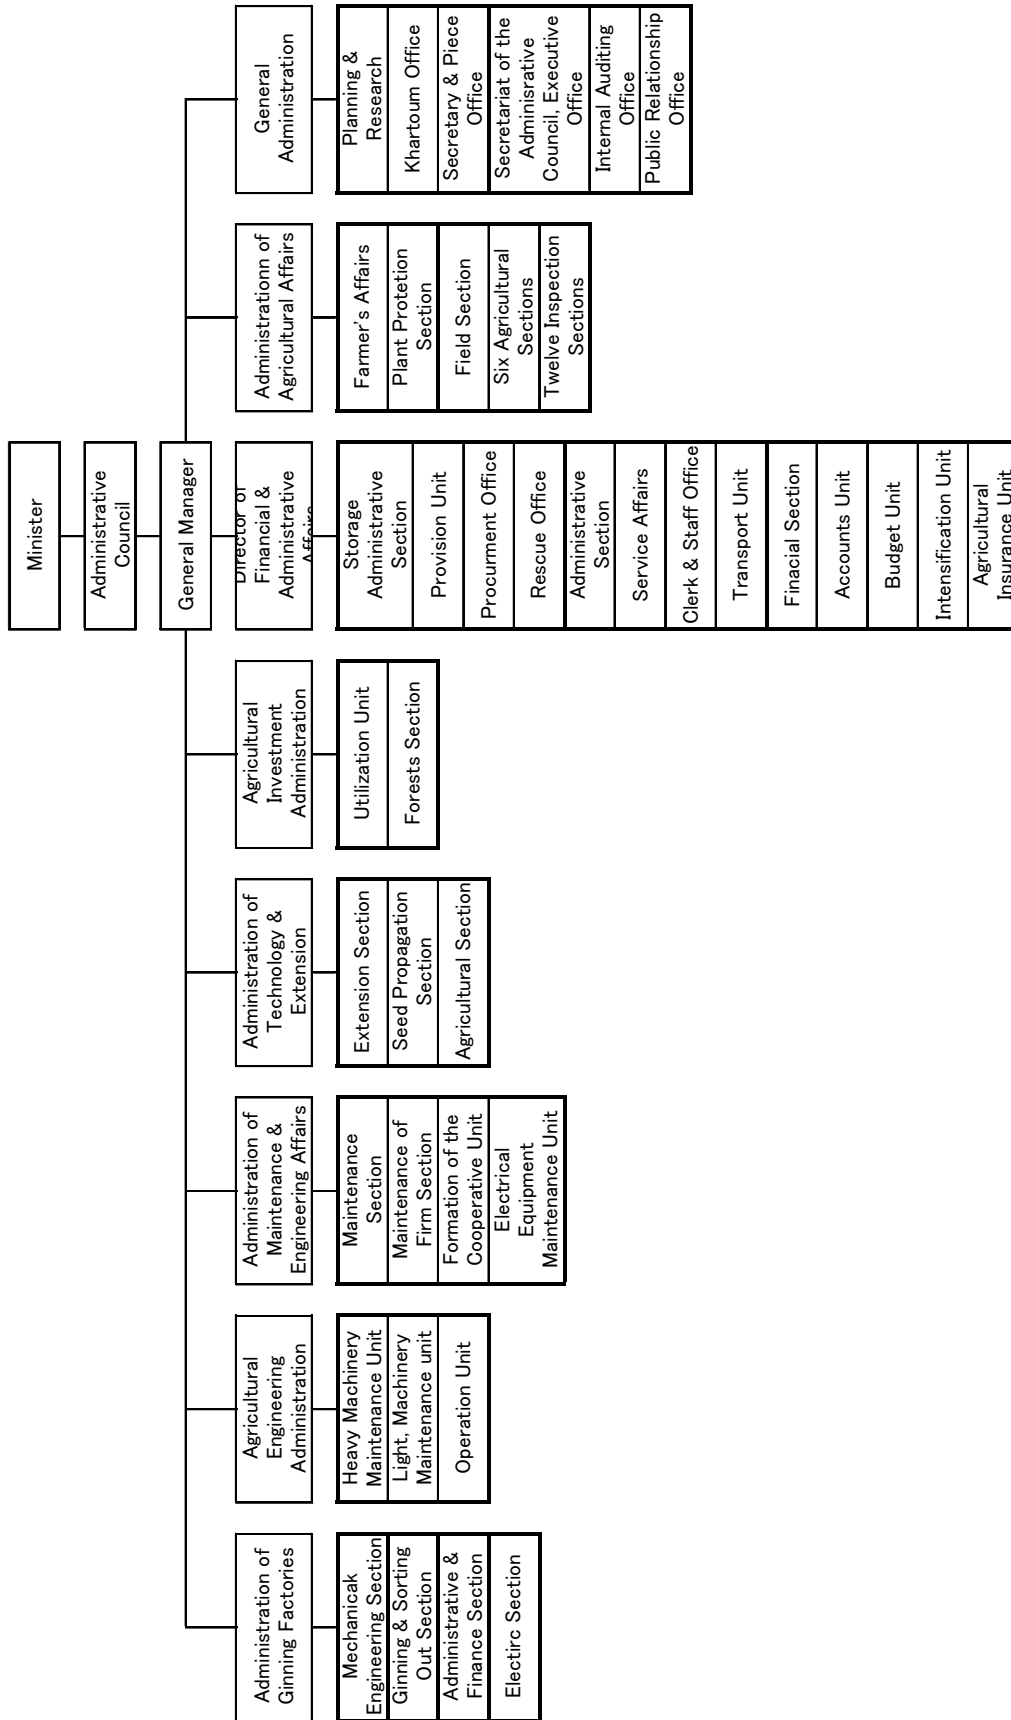 Minister
Administrative
Council
General Manager
Administration of
Ginning Factories
Mechanicak
Engineering Section
Ginning & Sorting
Out Section
Administrative &
Finance Section
Electirc Section
Agricultural
Engineering
Administration
Heavy Machinery
Maintenance Unit
Light, Machinery
Maintenance unit
Operation Unit
Administration of
Maintenance &
Engineering Affairs
Maintenance
Section
Maintenance of
Firm Section
Formation of the
Cooperative Unit
Electrical
Equipment
Maintenance Unit
Administration of
Technology &
Extension
Extension Section
Seed Propagation
Section
Agricultural Section
Agricultural
Investment
Administration
Utilization Unit
Forests Section
Director of
Financial &
Administrative
Affairs
Storage
Administrative
Section
Provision Unit
Procurment Office
Rescue Office
Administrative
Section
Service Affairs
Clerk & Staff Office
Transport Unit
Finacial Section
Accounts Unit
Budget Unit
Intensification Unit
Agricultural
Insurance Unit
Administrationn of
Agricultural Affairs
Farmer's Affairs
Plant Protetion
Section
Field Section
Six Agricultural
Sections
Twelve Inspection
Sections
General
Administration
Planning &
Research
Khartoum Office
Secretary & Piece
Office
Secretariat of the
Adminisrative
Council, Executive
Office
Internal Auditing
Office
Public Relationship
Office